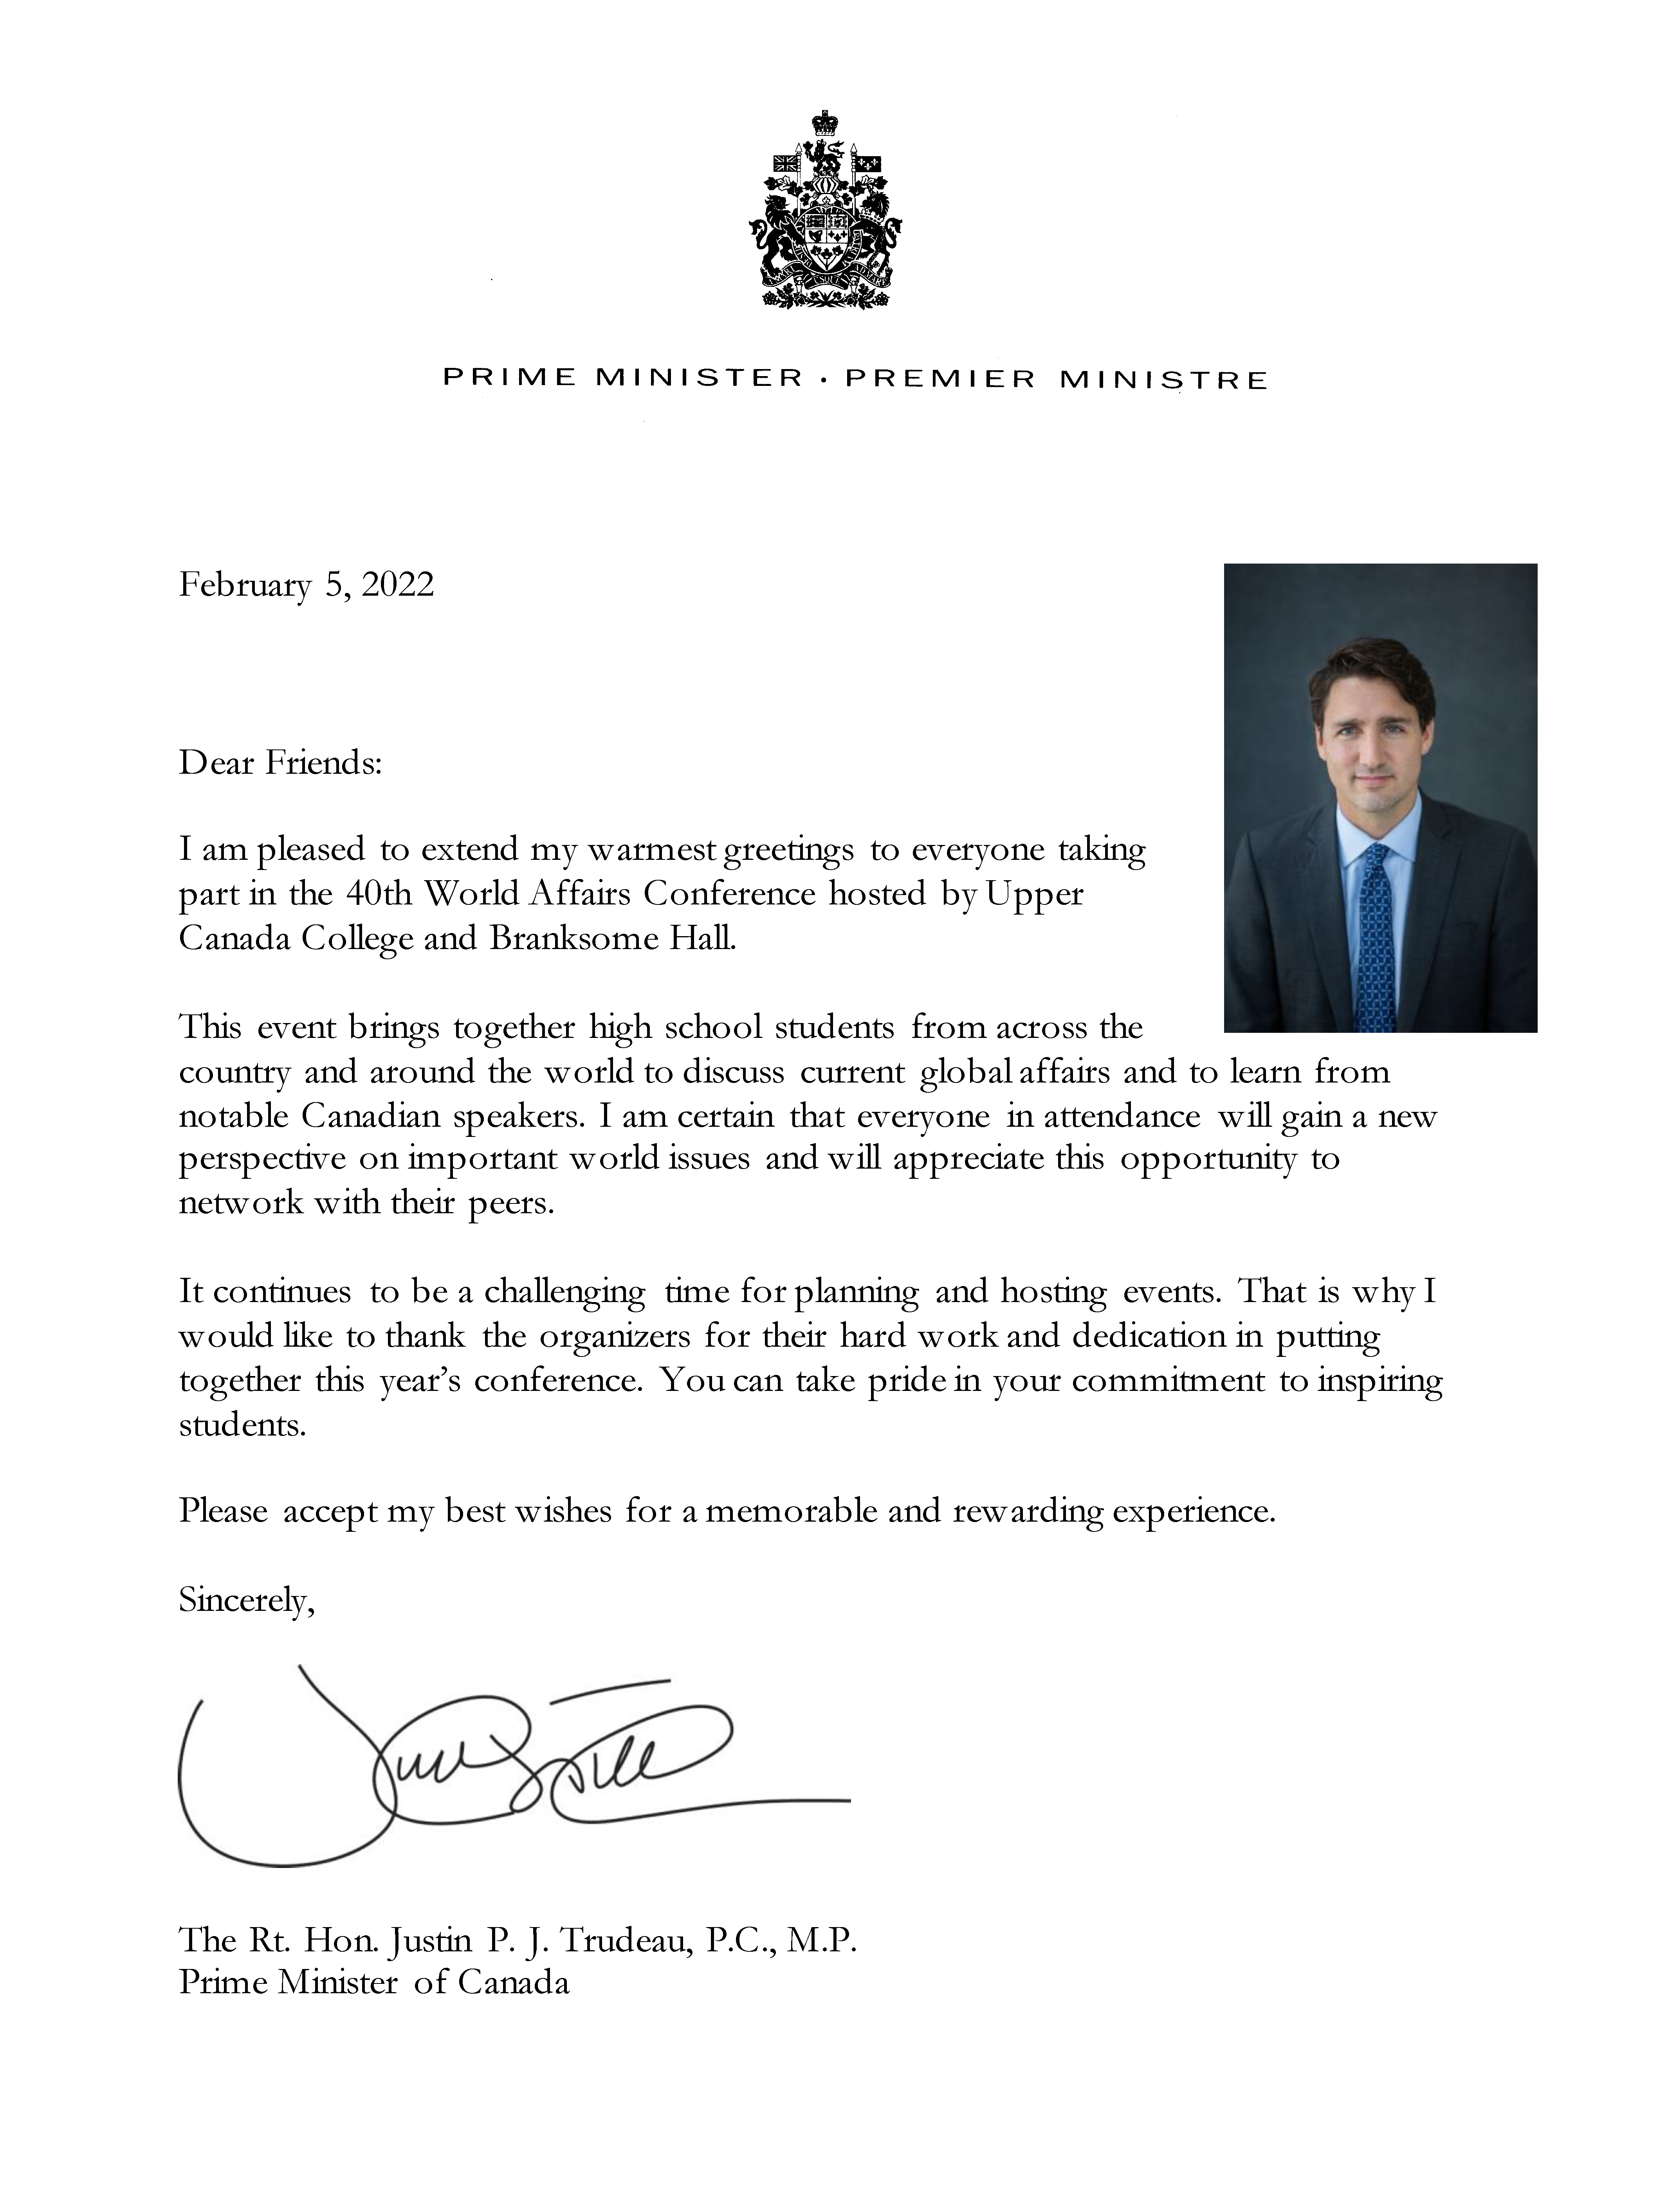 PRIME MINISTER · PREMIER MINISTRE
February 5, 2022
Dear Friends:
I am pleased to extend my warmest greetings to everyone taking
part in the 40th World Affairs Conference hosted by Upper
Canada College and Branksome Hall.
This event brings together high school students from across the
country and around the world to discuss current global affairs and to learn from
notable Canadian speakers. I am certain that everyone in attendance will gain a new
perspective on important world issues and will appreciate this opportunity to
network with their peers.
It continues to be a challenging time for planning and hosting events. That is why I
would like to thank the organizers for their hard work and dedication in putting
together this year’s conference. You can take pride in your commitment to inspiring
students.
Please accept my best wishes for a memorable and rewarding experience.
Sincerely,
The Rt. Hon. Justin P. J. Trudeau, P.C., M.P.
Prime Minister of Canada